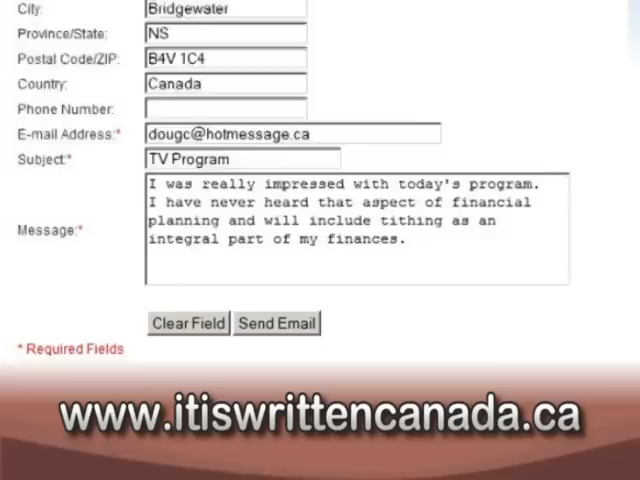 City: Bridgewater
Province/State: NS
Postal Code/ZIP: B4V 1C4
Country: Canada
Phone Number:
E-mail Address:* dougc@hotmessage.ca
Subject:* TV Program
Message:*
I was really impressed with today's program.
I have never heard that aspect of financial
planning and will include tithing as an
integral part of my finances.
Clear Field Send Email
* Required Fields
www.itiswrittencanada.ca